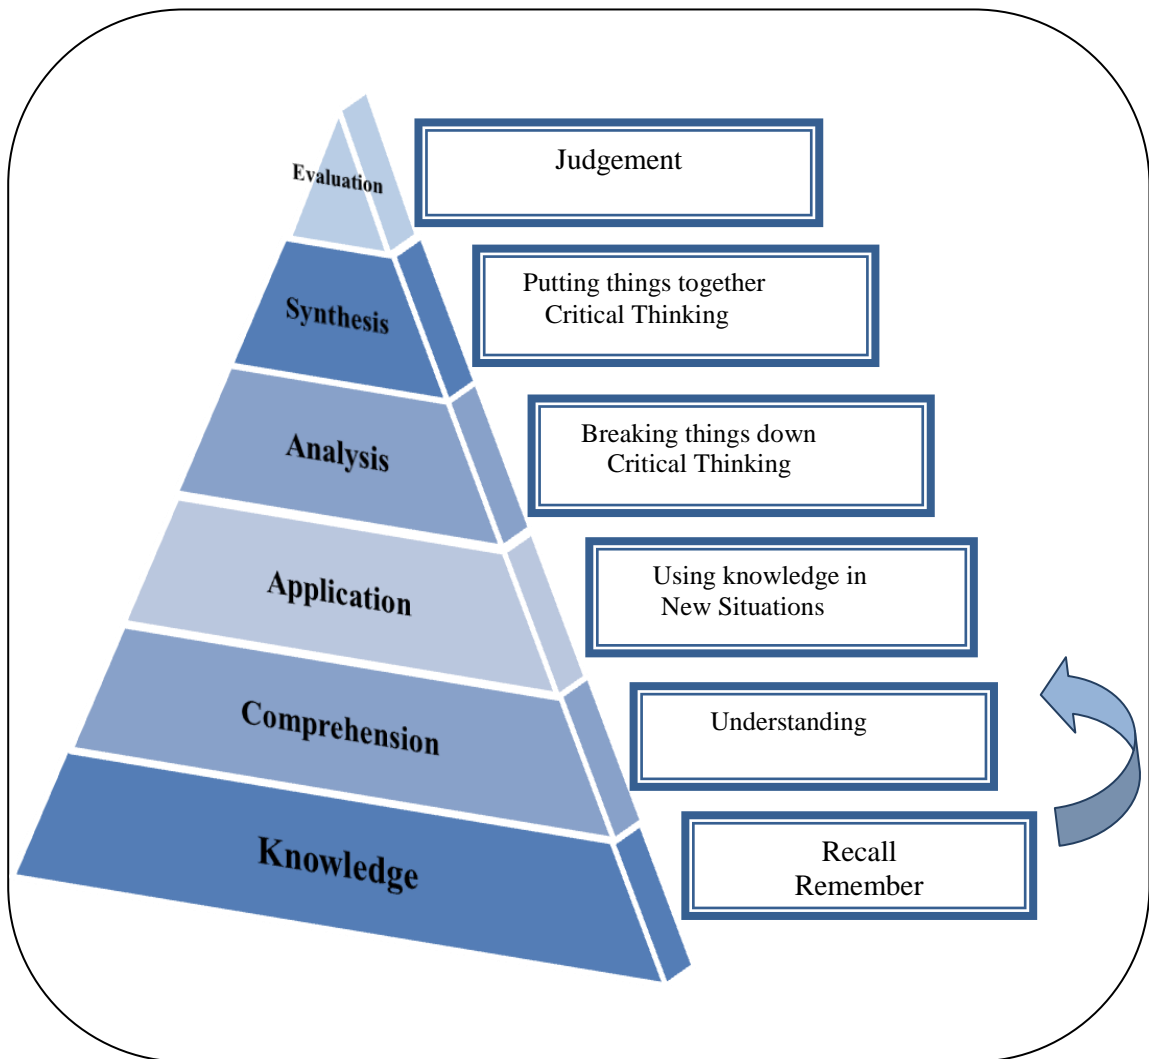 Evaluation
Judgement
Synthesis
Putting things together
Critical Thinking
Analysis
Breaking things down
Critical Thinking
Application
Using knowledge in
New Situations
Comprehension
Understanding
Knowledge
Recall
Remember